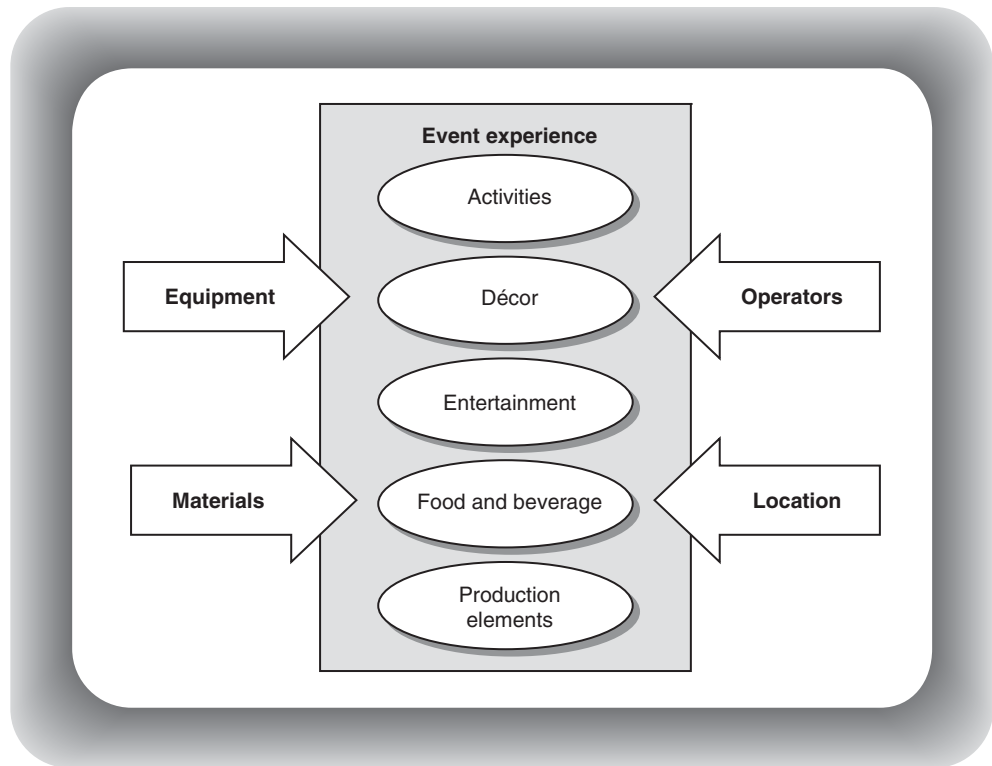 Event experience
Activities
Equipment
Décor
Operators
Entertainment
Materials
Food and beverage
Location
Production
elements